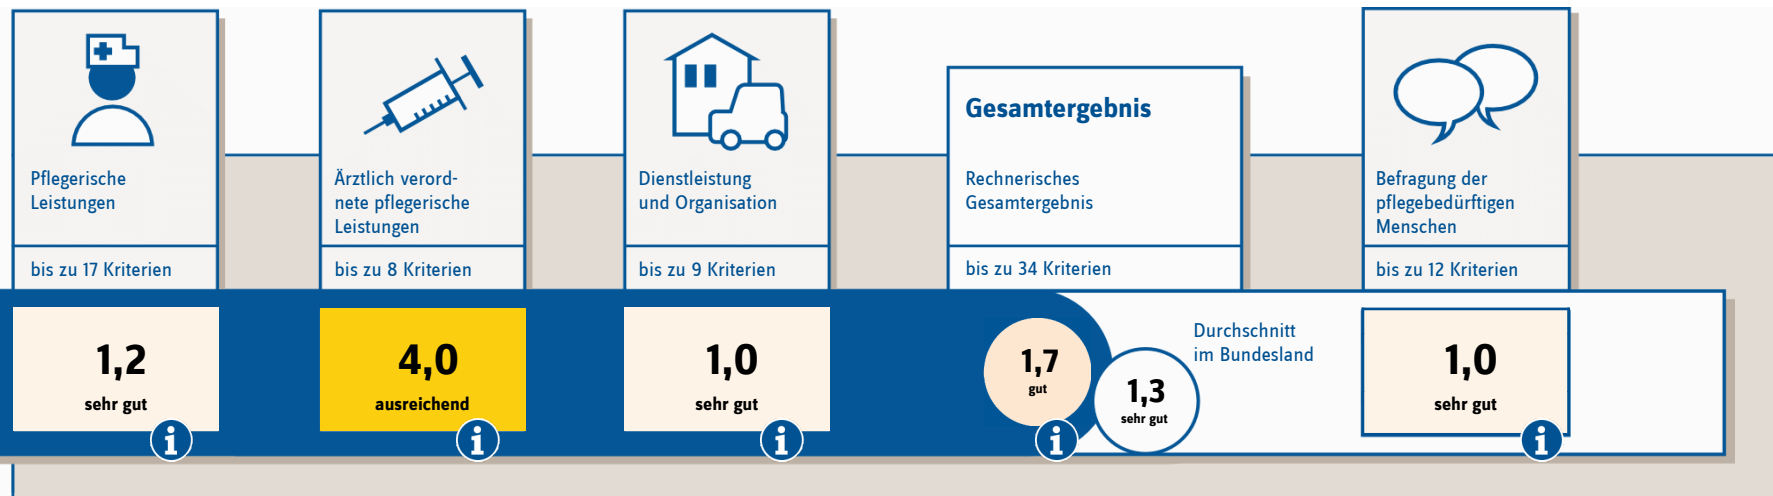 Pflegerische
Leistungen
bis zu 17 Kriterien
1,2
sehr gut
i
Ärztlich verord-
nete pflegerische
Leistungen
bis zu 8 Kriterien
4,0
ausreichend
i
Dienstleistung
und Organisation
bis zu 9 Kriterien
1,0
sehr gut
i
Gesamtergebnis
Rechnerisches
Gesamtergebnis
bis zu 34 Kriterien
1,7
gut
i
1,3
sehr gut
Durchschnitt
im Bundesland
Befragung der
pflegebedürftigen
Menschen
bis zu 12 Kriterien
1,0
sehr gut
i